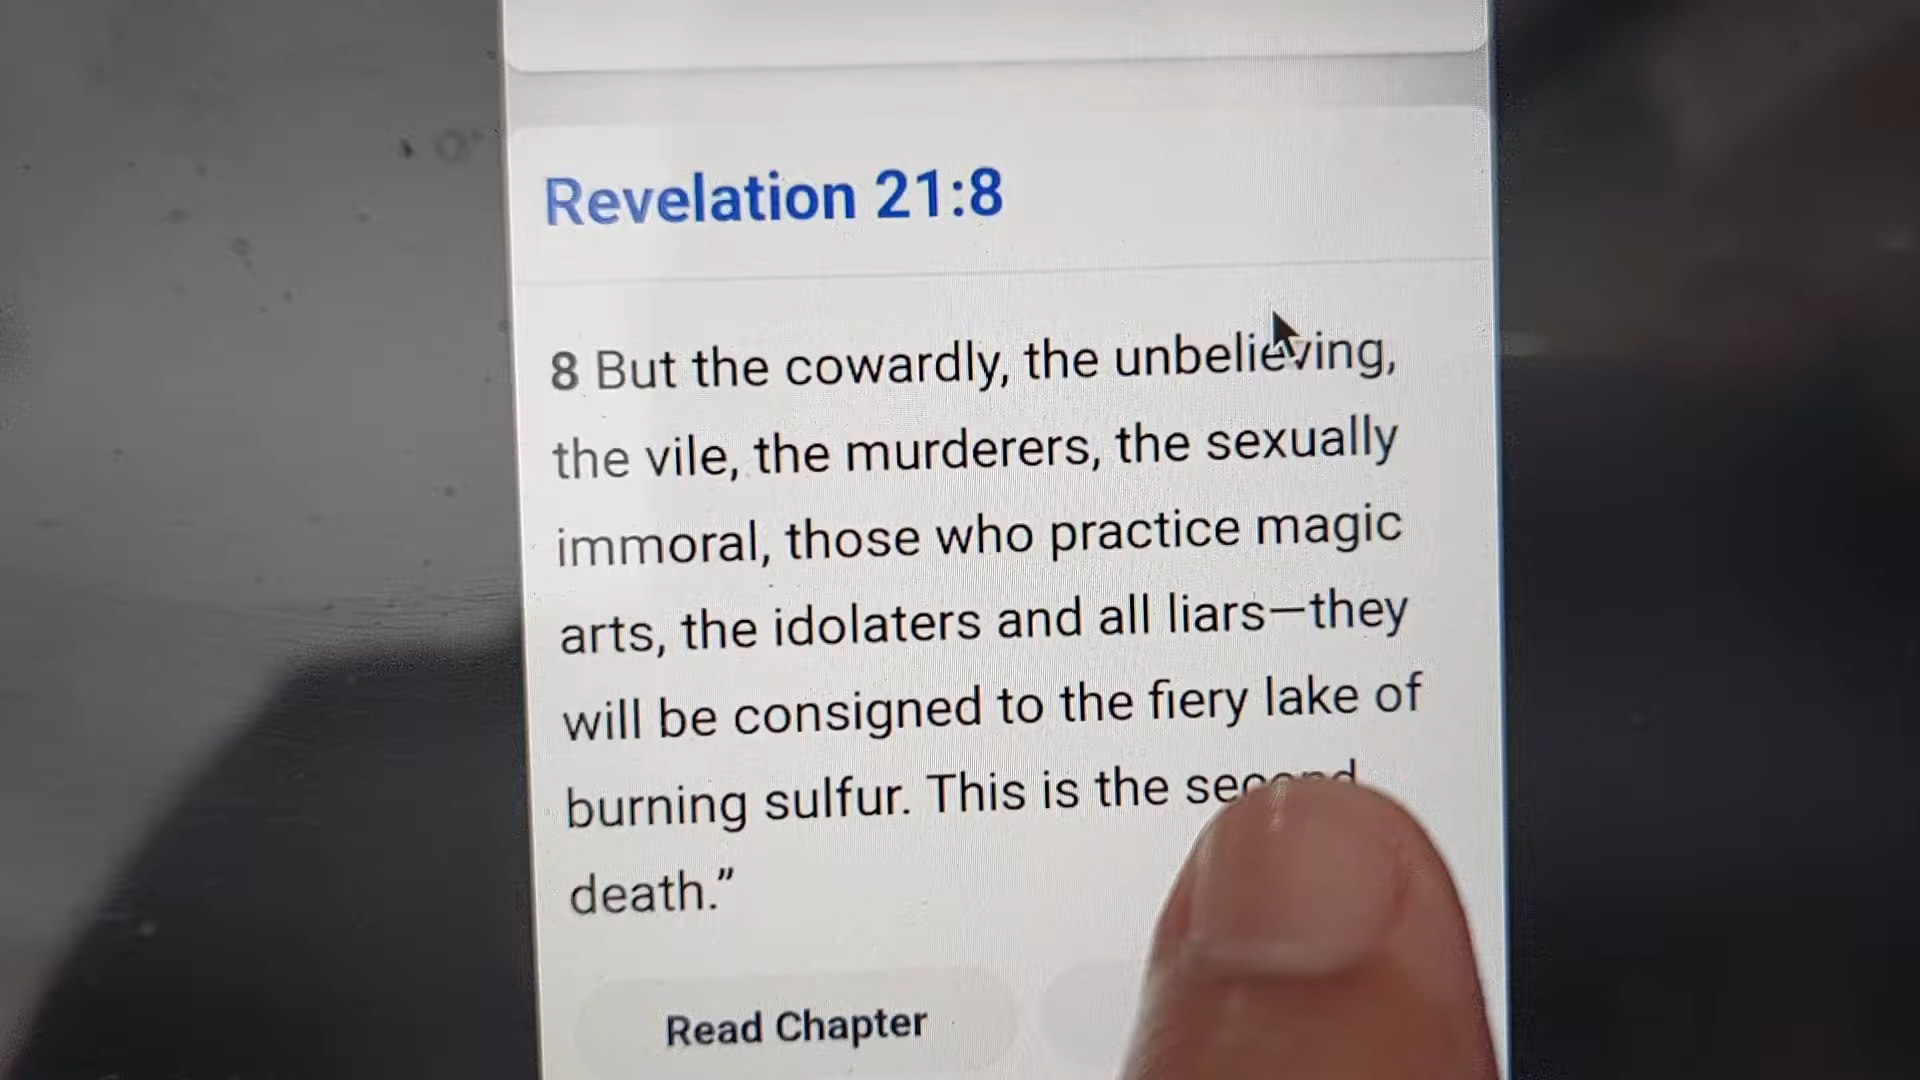 Revelation 21:8
8 But the cowardly, the unbelieving,
the vile, the murderers, the sexually
immoral, those who practice magic
arts, the idolaters and all liars—they
will be consigned to the fiery lake of
burning sulfur. This is the second
death.”
Read Chapter